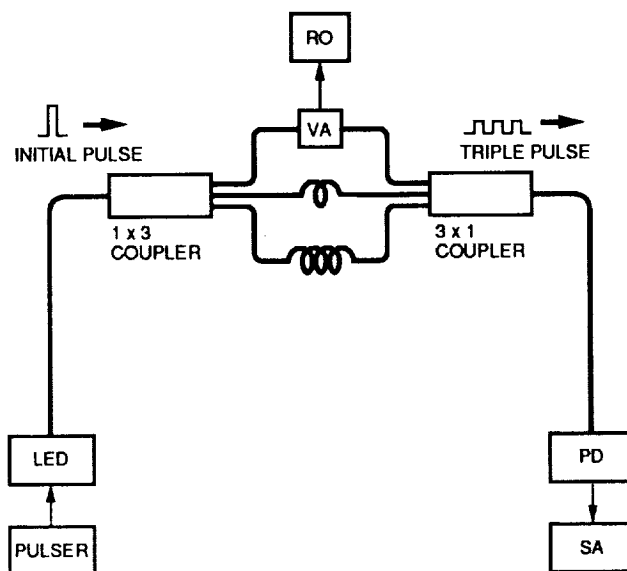 RO
VA
INITIAL PULSE
TRIPLE PULSE
1 x 3
COUPLER
3 x 1
COUPLER
LED
PD
PULSER
SA